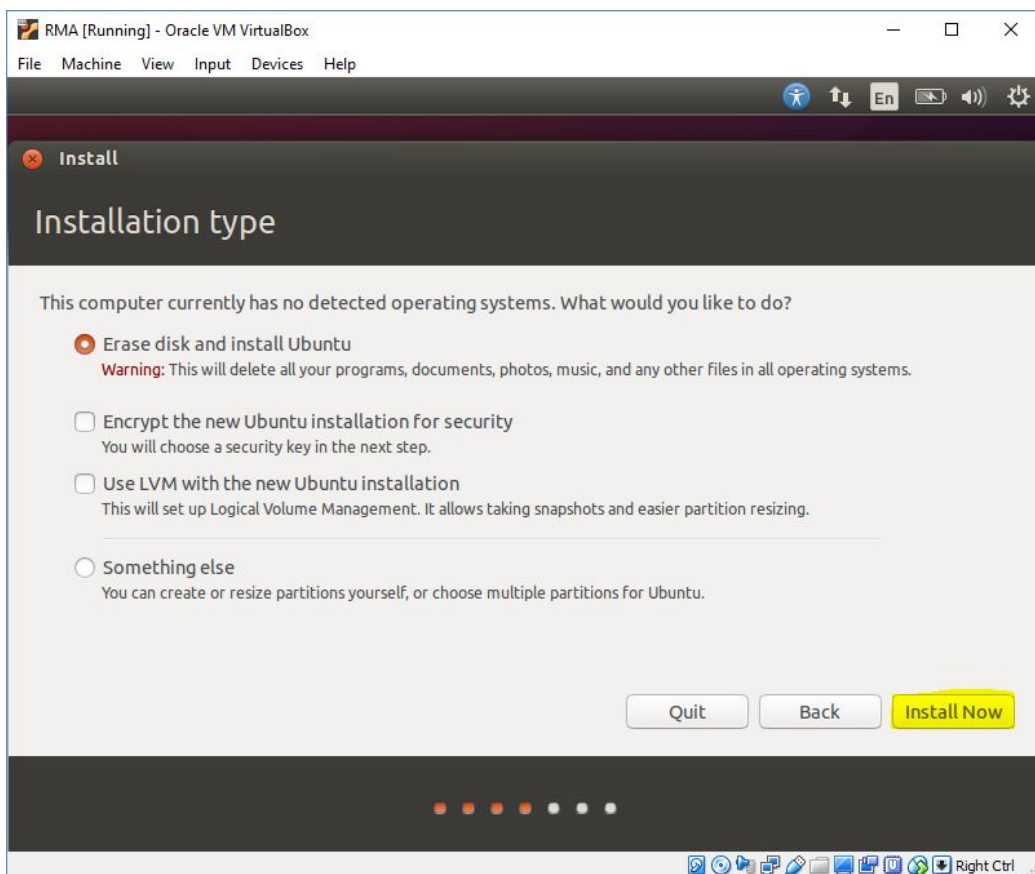 RMA [Running] - Oracle VM VirtualBox
File Machine View Input Devices Help
En
Install
Installation type
This computer currently has no detected operating systems. What would you like to do?
Erase disk and install Ubuntu
Warning: This will delete all your programs, documents, photos, music, and any other files in all operating systems.
Encrypt the new Ubuntu installation for security
You will choose a security key in the next step.
Use LVM with the new Ubuntu installation
This will set up Logical Volume Management. It allows taking snapshots and easier partition resizing.
Something else
You can create or resize partitions yourself, or choose multiple partitions for Ubuntu.
Quit Back Install Now
Right Ctrl